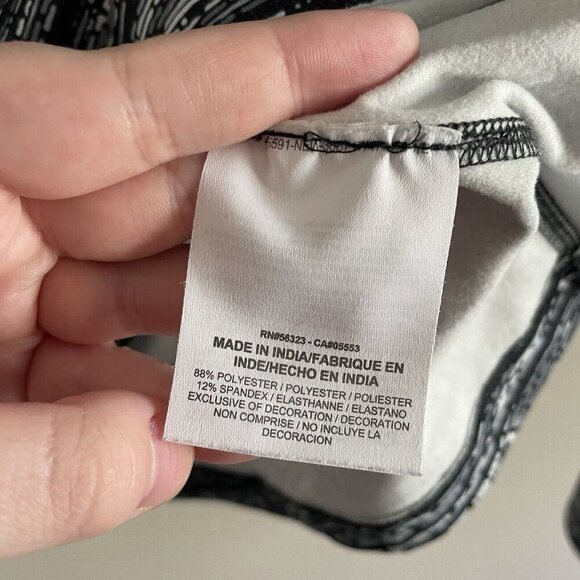 RN#56323 - CA#05553
MADE IN INDIA/FABRIQUE EN
INDE/HECHO EN INDIA
88% POLYESTER / POLYESTER / POLIESTER
12% SPANDEX / ELASTHANNE / ELASTANO
EXCLUSIVE OF DECORATION / DECORATION
NON COMPRISE / NO INCLUYE LA
DECORACION